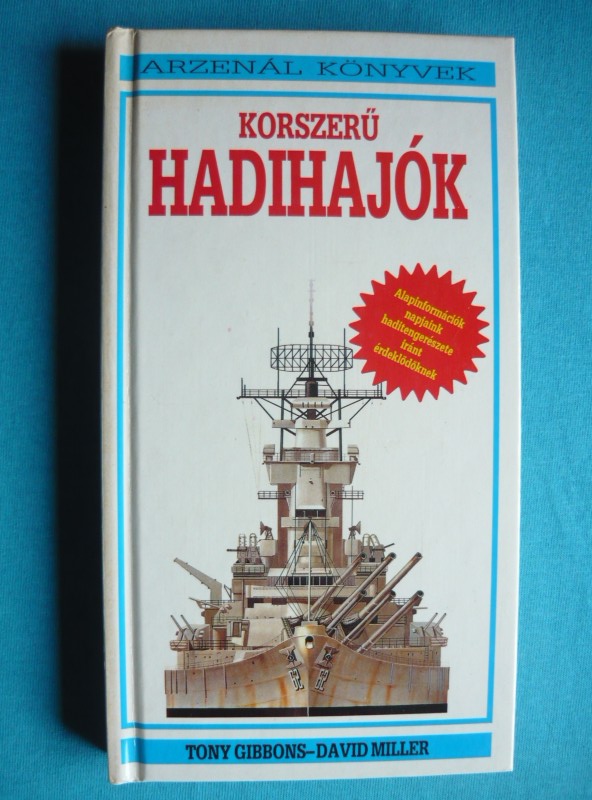 ARZENÁL KÖNYVEK
KORSZERŰ
HADIHAJÓK
Alapinformációk
napjaink
haditengerészete
iránt
érdeklődőknek
TONY GIBBONS–DAVID MILLER